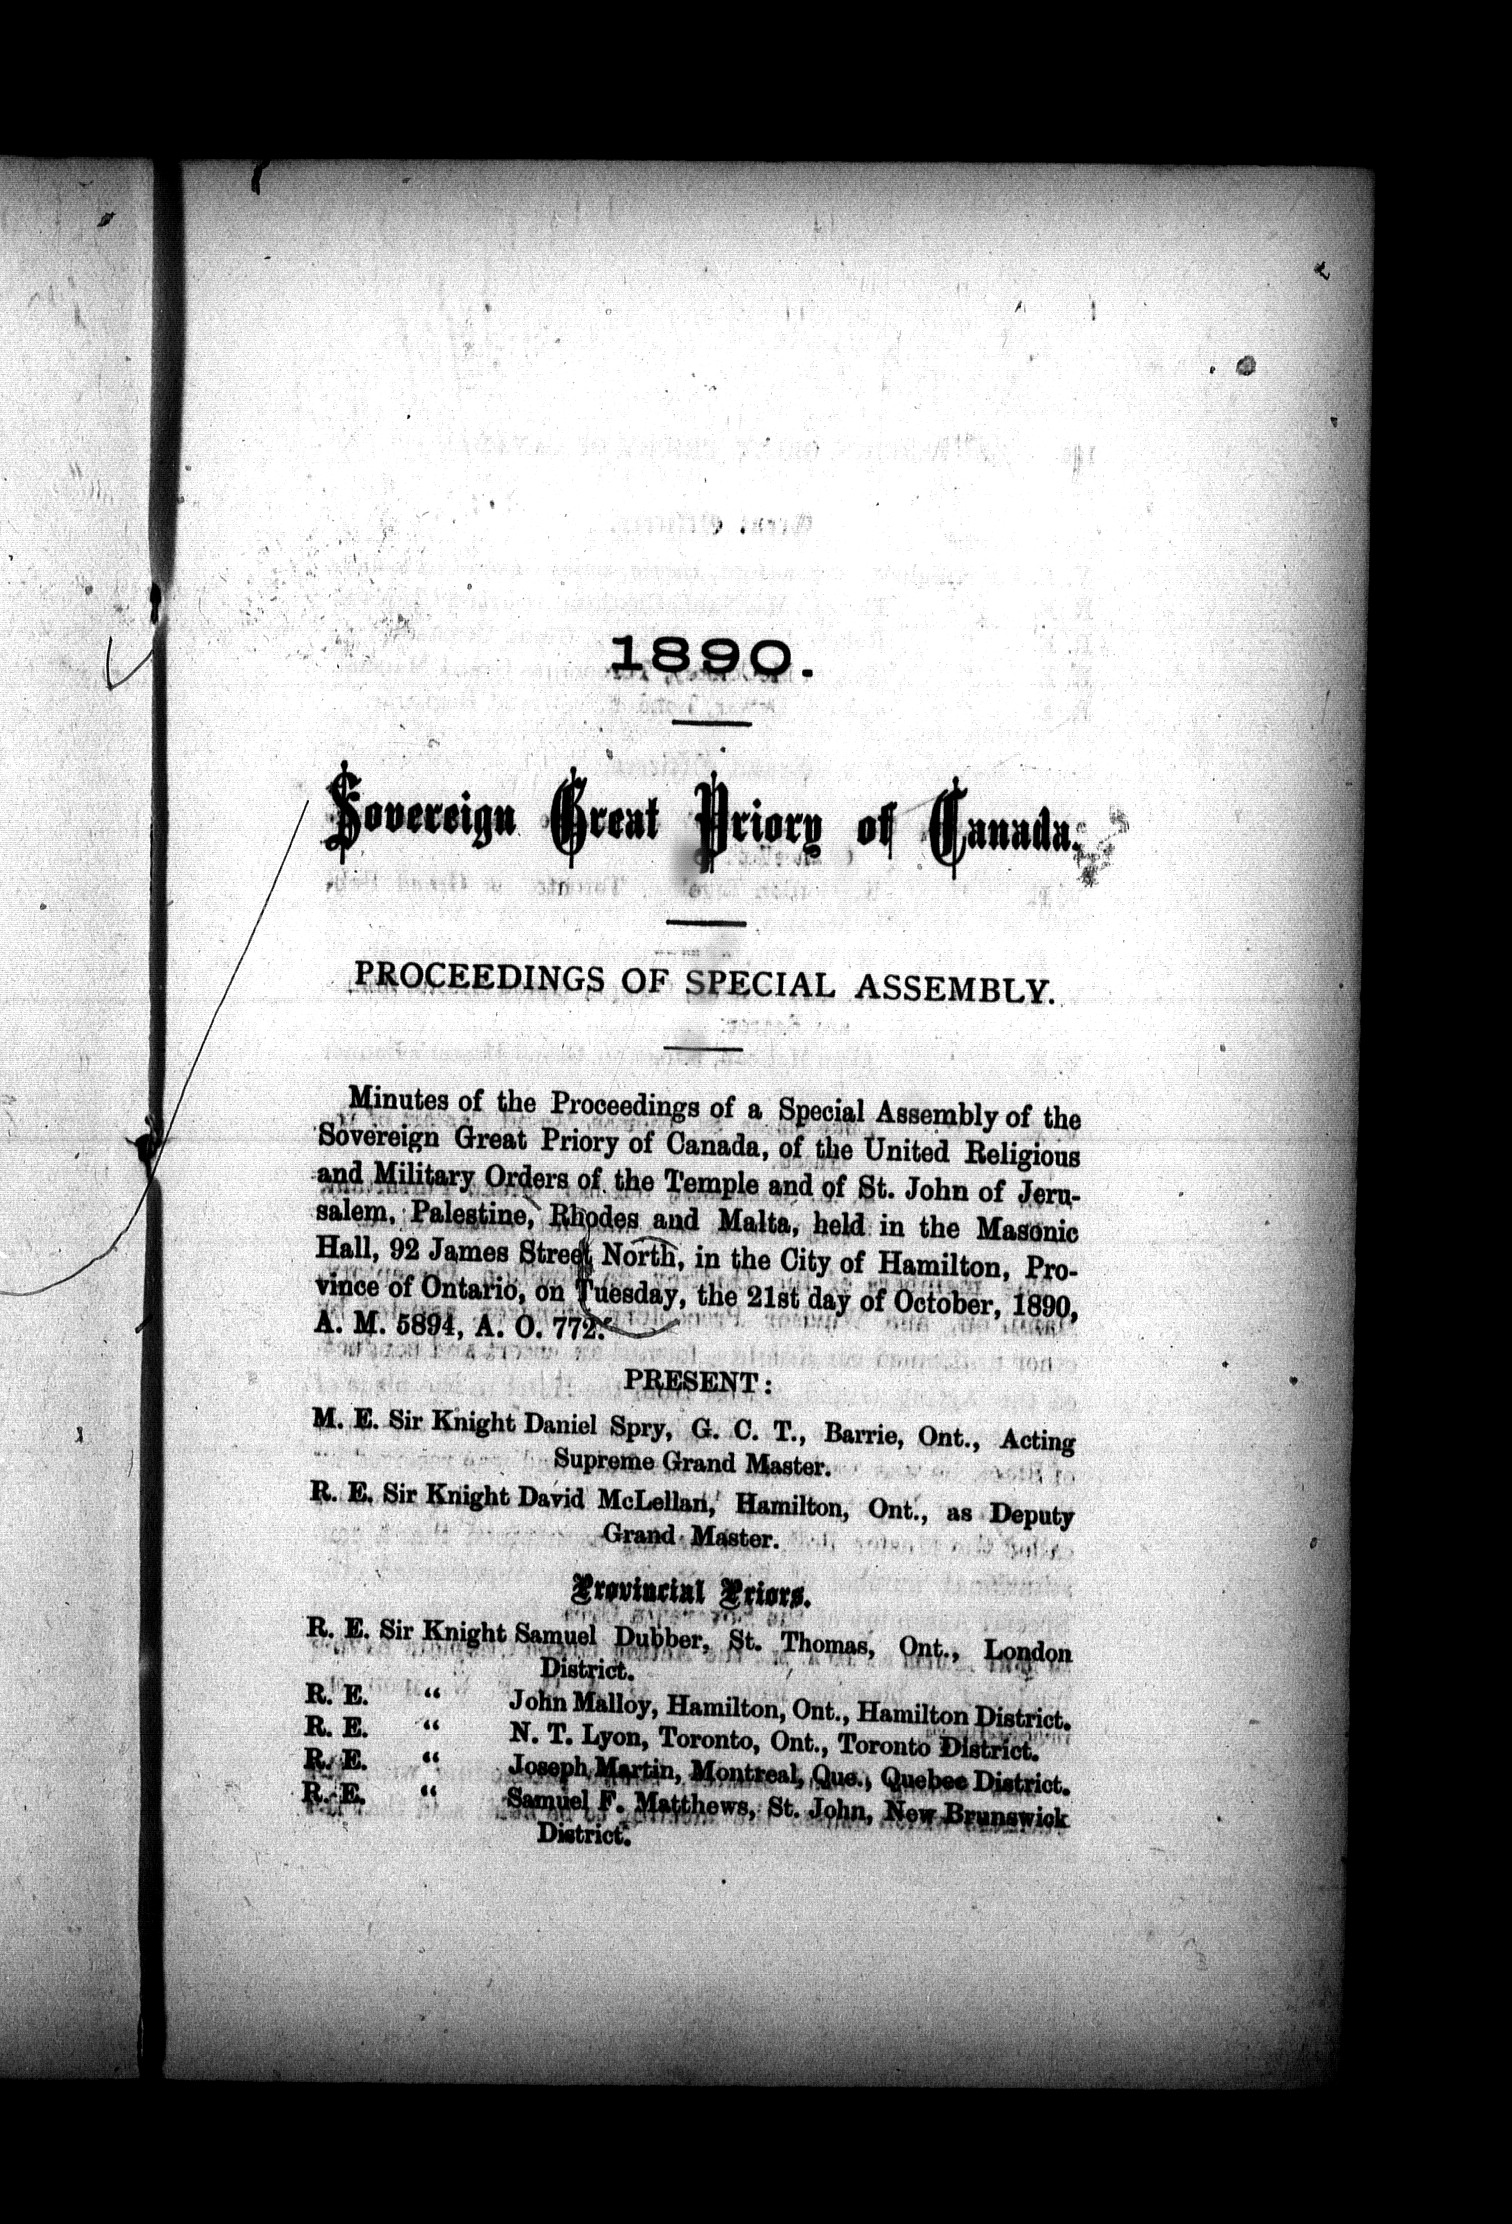 1890.
Sovereign Great Priory of Canada.
PROCEEDINGS OF SPECIAL ASSEMBLY.
Minutes of the Proceedings of a Special Assembly of the
Sovereign Great Priory of Canada, of the United Religious
and Military Orders of the Temple and of St. John of Jeru-
salem, Palestine, Rhodes and Malta, held in the Masonic
Hall, 92 James Street North, in the City of Hamilton, Pro-
vince of Ontario, on Tuesday, the 21st day of October, 1890,
A. M. 5894, A. O. 772.
PRESENT:
M. E. Sir Knight Daniel Spry, G. C. T., Barrie, Ont., Acting
Supreme Grand Master.
R. E. Sir Knight David McLellan, Hamilton, Ont., as Deputy
Grand Master.
Provincial Priors.
R. E. Sir Knight Samuel Dubber, St. Thomas, Ont., London
District.
R. E. “ John Malloy, Hamilton, Ont., Hamilton District.
R. E. “ N. T. Lyon, Toronto, Ont., Toronto District.
R. E. “ Joseph Martin, Montreal, Que., Quebec District.
R. E. “ Samuel F. Matthews, St. John, New Brunswick
District.